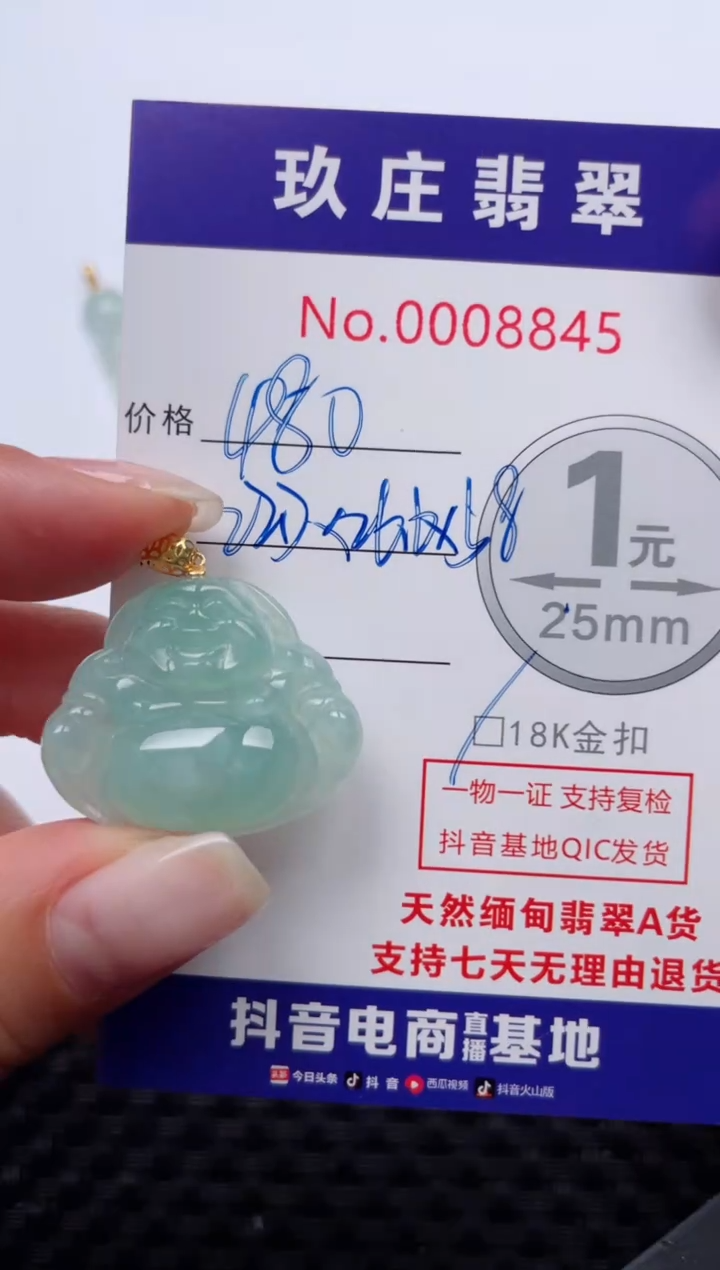 玖庄翡翠
No.0008845
价格 480
1元
25mm
□18K金扣
一物一证 支持复检
抖音基地QIC发货
天然缅甸翡翠A货
支持七天无理由退货
抖音电商直播基地
头条 今日头条 抖音 西瓜视频 抖音火山版